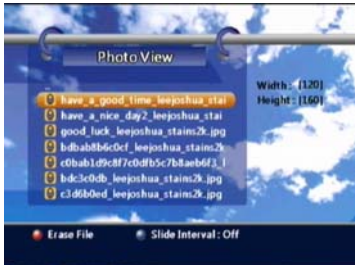 Photo View
..
have_a_good_time_leejoshua_stai
have_a_nice_day2_leejoshua_stai
good_luck_leejoshua_stains2k.jpg
bdbab8b6c0cf_leejoshua_stains2k
c0bab1d9c8f7c0dfb5c7b8aeb6f3_l
bdc3c0db_leejoshua_stains2k.jpg
c3d6b0ed_leejoshua_stains2k.jpg
Width : [120]
Height : [160]
Erase File
Slide Interval : Off